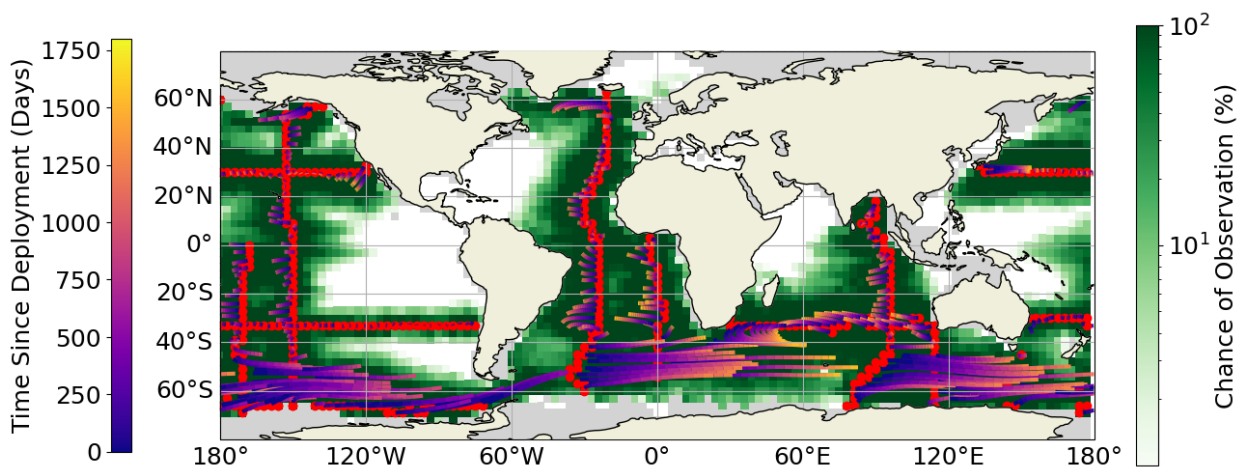 Time Since Deployment (Days)
1750
1500
1250
1000
750
500
250
0
60°N
40°N
20°N
0°
20°S
40°S
60°S
180°
120°W
60°W
0°
60°E
120°E
180°
10²
10¹
Chance of Observation (%)